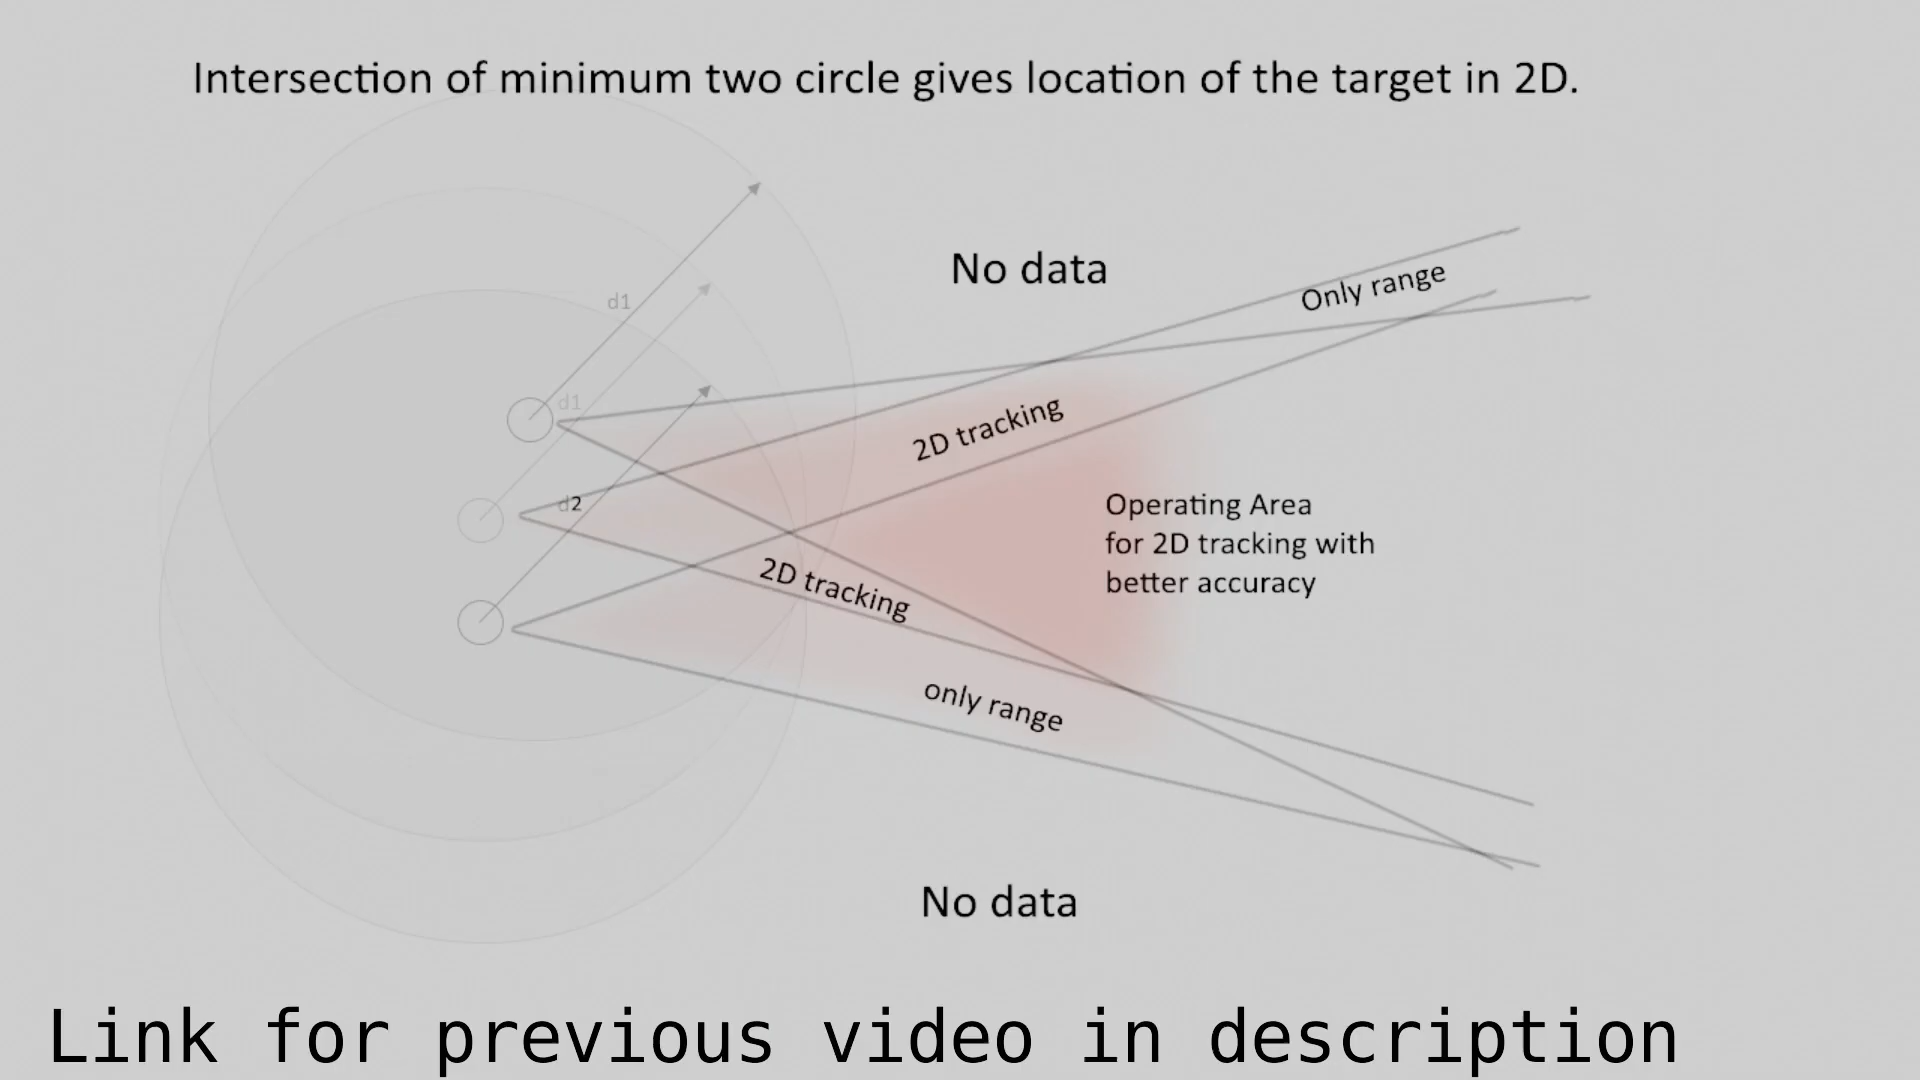 Intersection of minimum two circle gives location of the target in 2D.
No data
Only range
d1
d1
2D tracking
d2
Operating Area
for 2D tracking with
better accuracy
2D tracking
only range
No data
Link for previous video in description